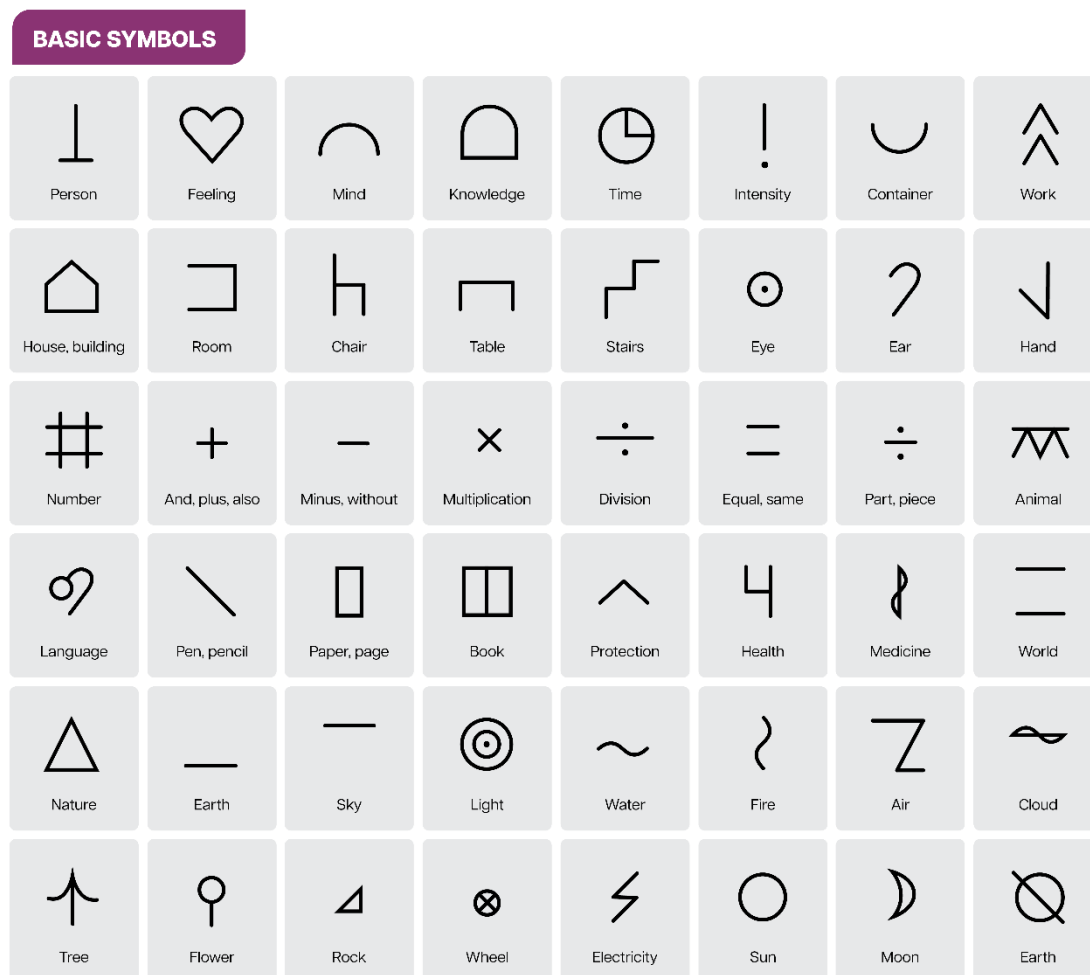 BASIC SYMBOLS
Person Feeling Mind Knowledge Time Intensity Container Work
House, building Room Chair Table Stairs Eye Ear Hand
Number And, plus, also Minus, without Multiplication Division Equal, same Part, piece Animal
Language Pen, pencil Paper, page Book Protection Health Medicine World
Nature Earth Sky Light Water Fire Air Cloud
Tree Flower Rock Wheel Electricity Sun Moon Earth